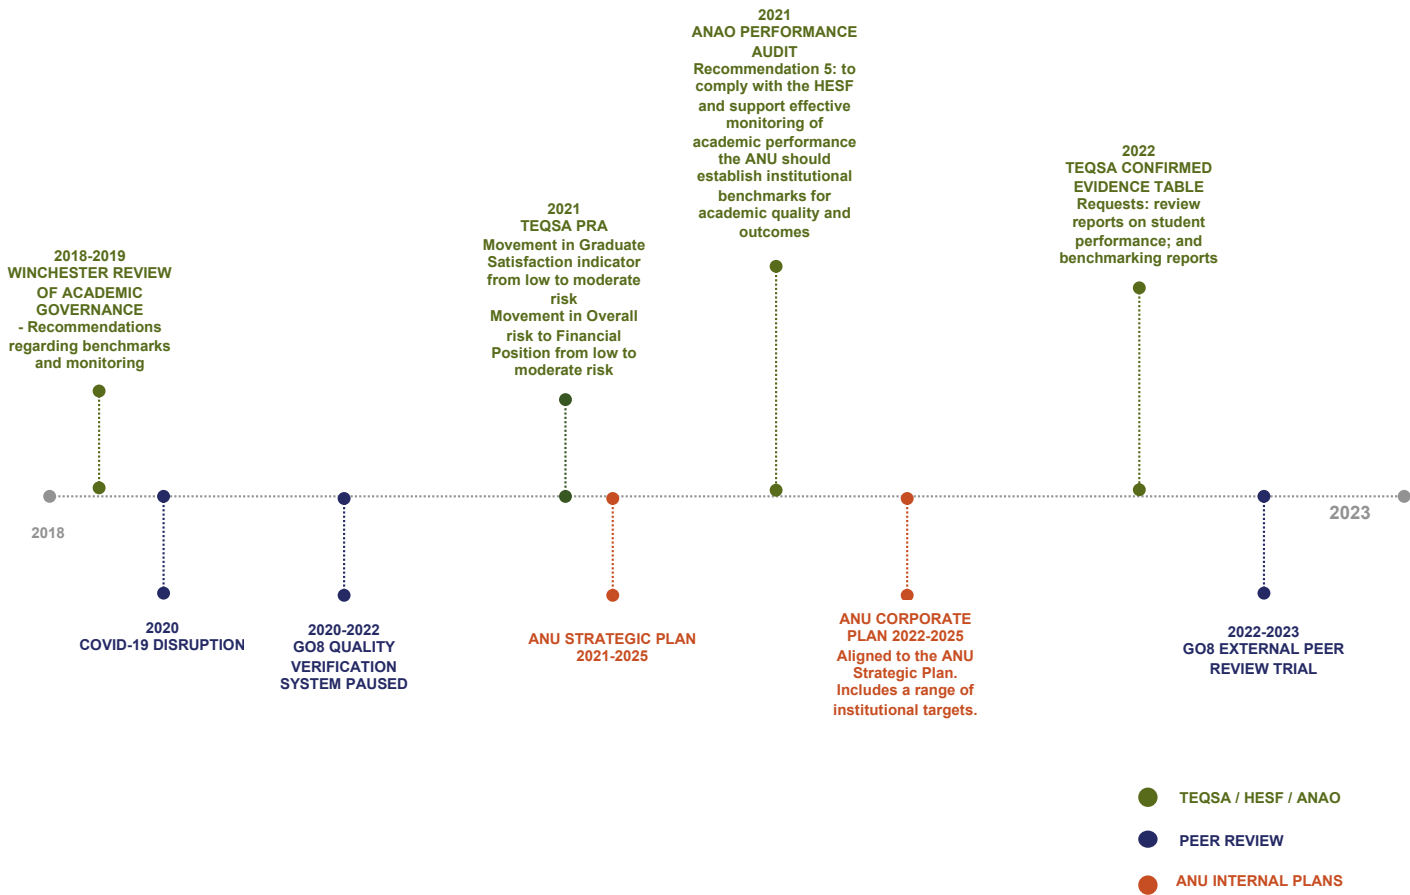 2021
ANAO PERFORMANCE
AUDIT
Recommendation 5: to
comply with the HESF
and support effective
monitoring of
academic performance
the ANU should
establish institutional
benchmarks for
academic quality and
outcomes
2022
TEQSA CONFIRMED
EVIDENCE TABLE
Requests: review
reports on student
performance; and
benchmarking reports
2021
TEQSA PRA
Movement in Graduate
Satisfaction indicator
from low to moderate
risk
Movement in Overall
risk to Financial
Position from low to
moderate risk
2018-2019
WINCHESTER REVIEW
OF ACADEMIC
GOVERNANCE
- Recommendations
regarding benchmarks
and monitoring
2018
2023
2020
COVID-19 DISRUPTION
2020-2022
GO8 QUALITY
VERIFICATION
SYSTEM PAUSED
ANU STRATEGIC PLAN
2021-2025
ANU CORPORATE
PLAN 2022-2025
Aligned to the ANU
Strategic Plan.
Includes a range of
institutional targets.
2022-2023
GO8 EXTERNAL PEER
REVIEW TRIAL
TEQSA / HESF / ANAO
PEER REVIEW
ANU INTERNAL PLANS